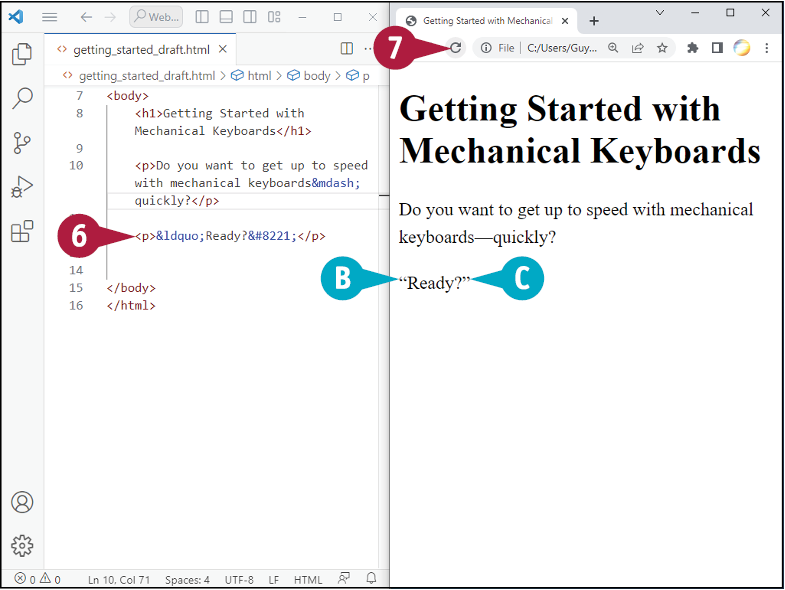 Web...
getting_started_draft.html
getting_started_draft.html > html > body > p
7 <body>
8 <h1>Getting Started with
Mechanical Keyboards</h1>
9
10 <p>Do you want to get up to speed
with mechanical keyboards&mdash;
quickly?</p>
6
<p>&ldquo;Ready?&#8221;</p>
14
15 </body>
16 </html>
0 0 Ln 10, Col 71 Spaces: 4 UTF-8 LF HTML
Getting Started with Mechanical
7
File C:/Users/Guy...
Getting Started with
Mechanical Keyboards
Do you want to get up to speed with mechanical
keyboards—quickly?
B “Ready?” C